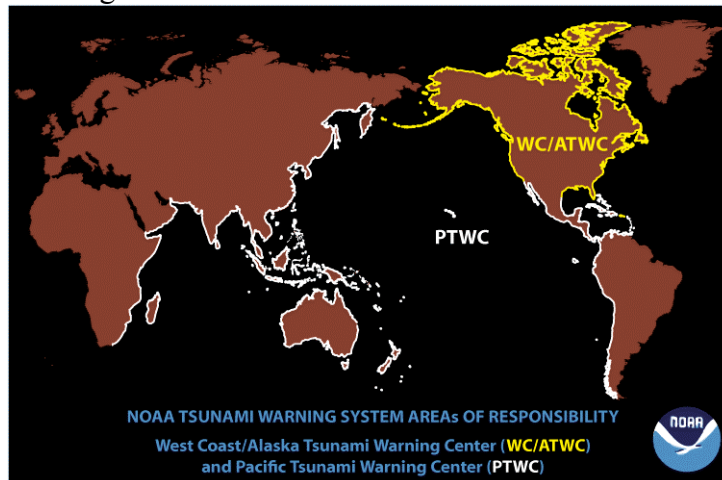 WC/ATWC
PTWC
NOAA TSUNAMI WARNING SYSTEM AREAs OF RESPONSIBILITY
West Coast/Alaska Tsunami Warning Center (WC/ATWC)
and Pacific Tsunami Warning Center (PTWC)
NOAA